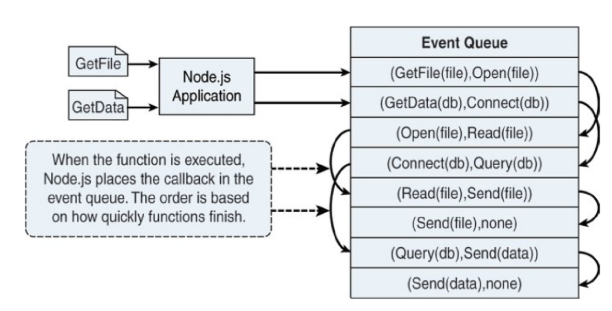 GetFile
GetData
Node.js
Application
When the function is executed,
Node.js places the callback in the
event queue. The order is based
on how quickly functions finish.
Event Queue
(GetFile(file),Open(file))
(GetData(db),Connect(db))
(Open(file),Read(file))
(Connect(db),Query(db))
(Read(file),Send(file))
(Send(file),none)
(Query(db),Send(data))
(Send(data),none)